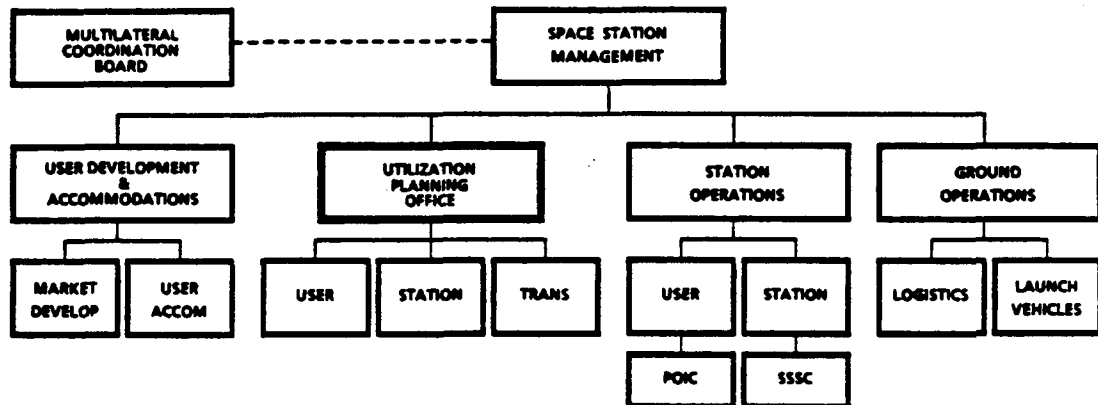 MULTILATERAL
COORDINATION
BOARD
SPACE STATION
MANAGEMENT
USER DEVELOPMENT
&
ACCOMMODATIONS
UTILIZATION
PLANNING
OFFICE
STATION
OPERATIONS
GROUND
OPERATIONS
MARKET
DEVELOP
USER
ACCOM
USER
STATION
TRANS
USER
STATION
LOGISTICS
LAUNCH
VEHICLES
POIC
SSSC